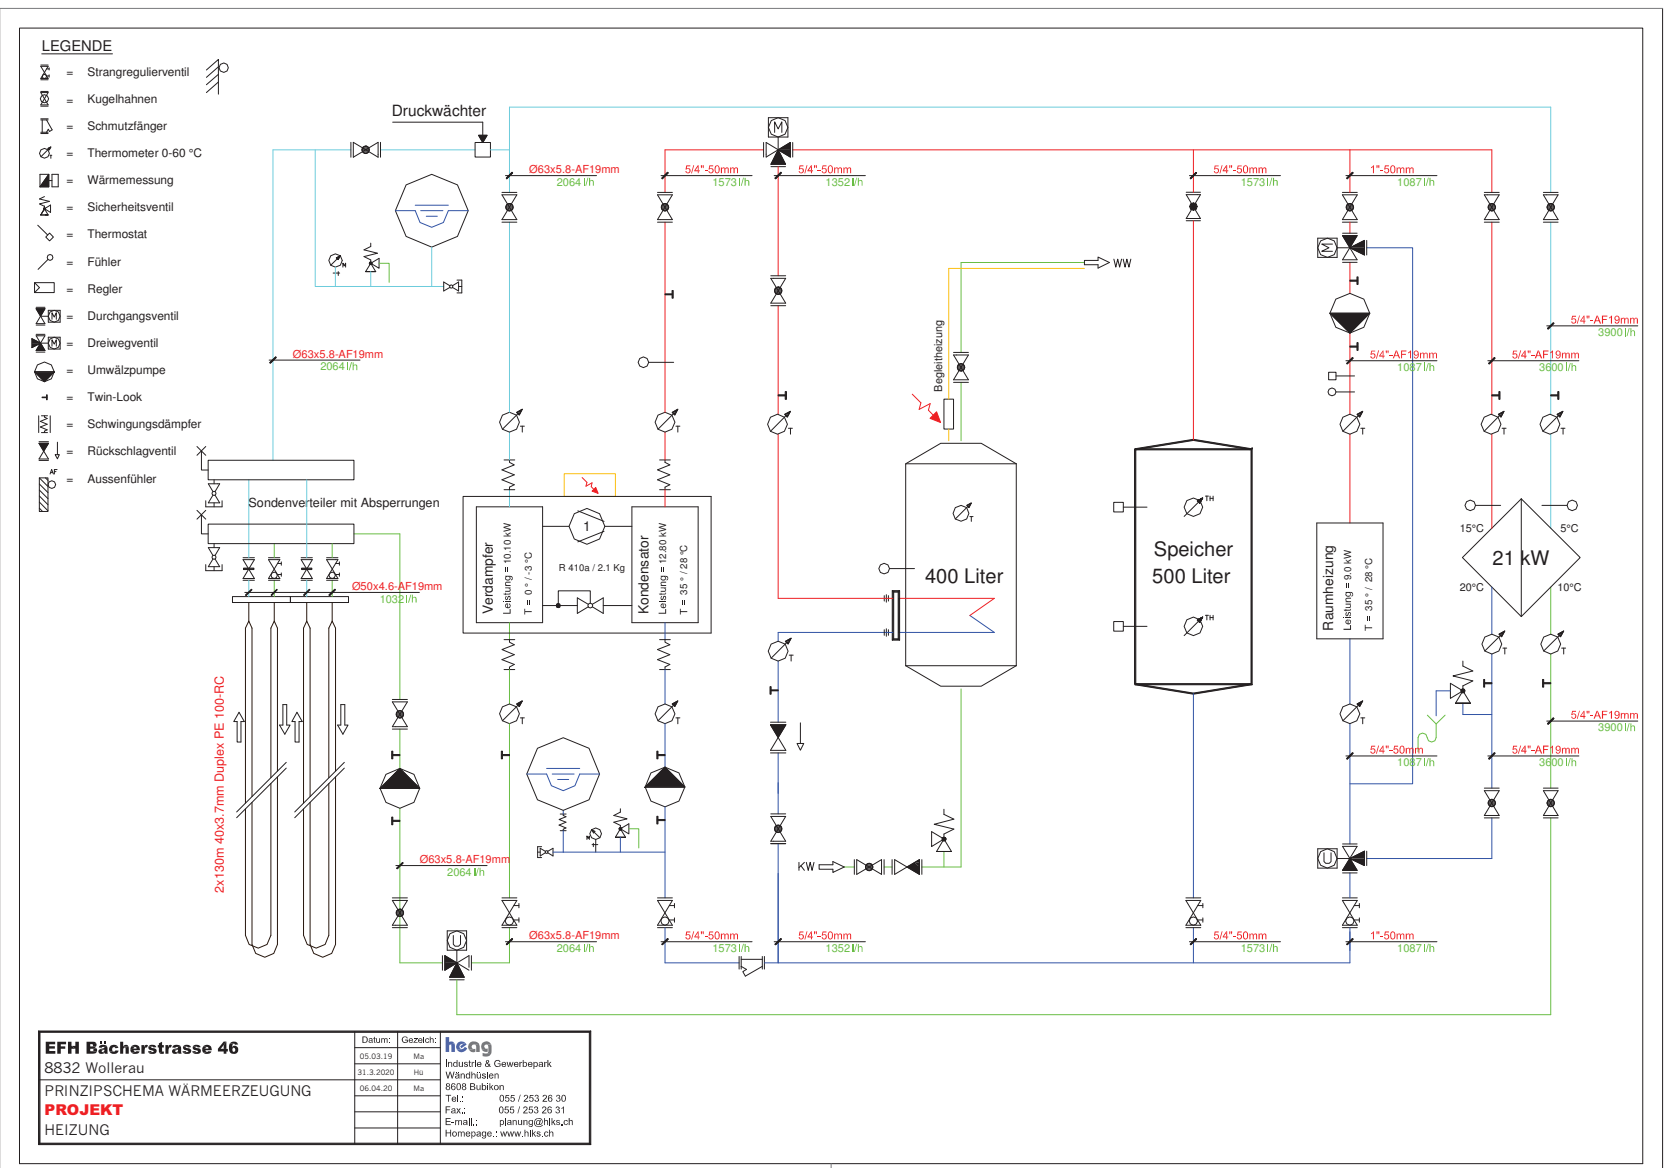 LEGENDE
= Strangregulierventil
= Kugelhahnen
= Schmutzfänger
= Thermometer 0-60 °C
= Wärmemessung
= Sicherheitsventil
= Thermostat
= Fühler
= Regler
M = Durchgangsventil
M = Dreiwegventil
= Umwälzpumpe
= Twin-Look
= Schwingungsdämpfer
= Rückschlagventil
AF = Aussenfühler
Druckwächter
M
Ø63x5.8-AF19mm
2064 l/h
5/4"-50mm
1573 l/h
5/4"-50mm
1352 l/h
5/4"-50mm
1573 l/h
1"-50mm
1087 l/h
M
WW
Begleitheizung
Ø63x5.8-AF19mm
2064 l/h
5/4"-AF19mm
3900 l/h
5/4"-AF19mm
1087 l/h
5/4"-AF19mm
3600 l/h
T
T
T
T
T
T
Sondenverteiler mit Absperrungen
Verdampfer
Leistung = 10.10 kW
T = 0 ° / -3 °C
1
R 410a / 2.1 Kg
Kondensator
Leistung = 12.80 kW
T = 35 ° / 28 °C
T
400 Liter
TH
Speicher
500 Liter
TH
Raumheizung
Leistung = 9.0 kW
T = 35 ° / 28 °C
15°C
5°C
21 kW
20°C
10°C
Ø50x4.6-AF19mm
1032 l/h
2x130m 40x3.7mm Duplex PE 100-RC
T
T
T
T
T
T
5/4"-AF19mm
3900 l/h
5/4"-50mm
1087 l/h
5/4"-AF19mm
3600 l/h
Ø63x5.8-AF19mm
2064 l/h
KW
U
U
Ø63x5.8-AF19mm
2064 l/h
5/4"-50mm
1573 l/h
5/4"-50mm
1352 l/h
5/4"-50mm
1573 l/h
1"-50mm
1087 l/h
EFH Bächerstrasse 46
8832 Wollerau
PRINZIPSCHEMA WÄRMEERZEUGUNG
PROJEKT
HEIZUNG
Datum: Gezeich:
05.03.19 Ma
31.3.2020 Hu
06.04.20 Ma
heag
Industrie & Gewerbepark
Wändhüslen
8608 Bubikon
Tel.: 055 / 253 26 30
Fax.: 055 / 253 26 31
E-mail.: planung@hlks.ch
Homepage.: www.hlks.ch